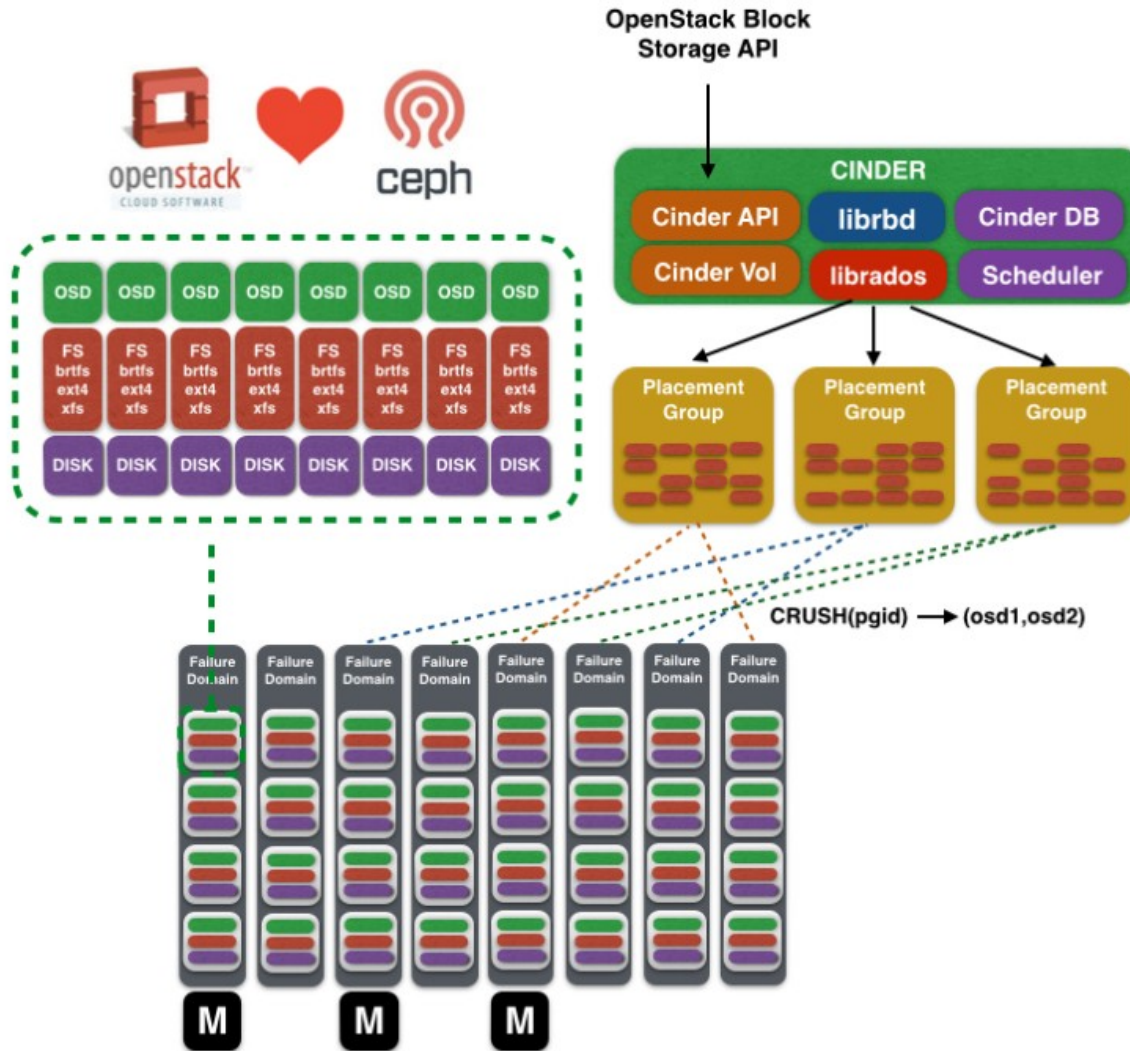 OpenStack Block
Storage API
openstack™
CLOUD SOFTWARE
ceph
CINDER
Cinder API
librbd
Cinder DB
Cinder Vol
librados
Scheduler
OSD OSD OSD OSD OSD OSD OSD OSD
FS FS FS FS FS FS FS FS
brtfs brtfs brtfs brtfs brtfs brtfs brtfs brtfs
ext4 ext4 ext4 ext4 ext4 ext4 ext4 ext4
xfs xfs xfs xfs xfs xfs xfs xfs
DISK DISK DISK DISK DISK DISK DISK DISK
Placement
Group
Placement
Group
Placement
Group
CRUSH(pgid) → (osd1,osd2)
Failure Failure Failure Failure Failure Failure Failure Failure
Domain Domain Domain Domain Domain Domain Domain Domain
M M M